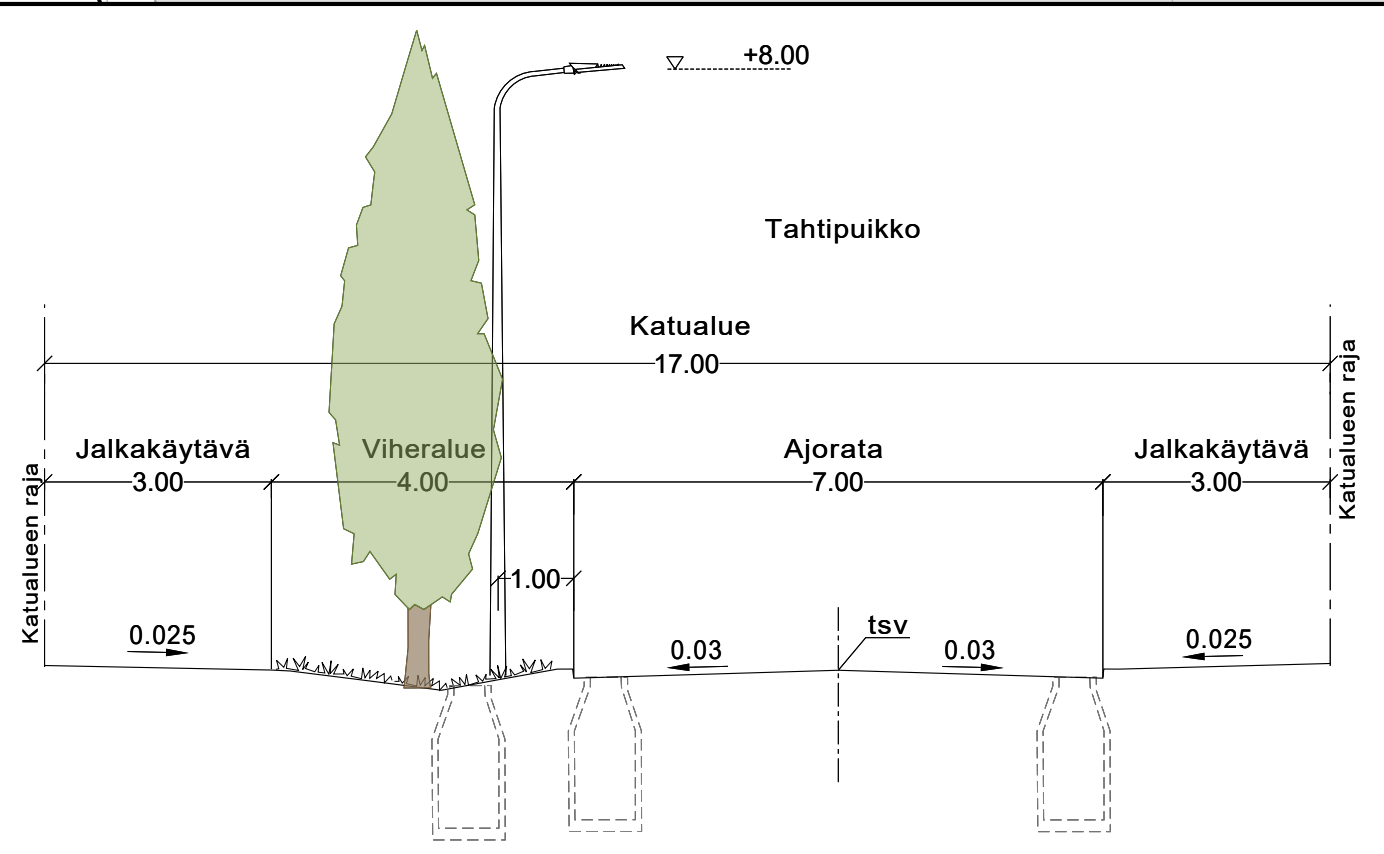 +8.00
Tahtipuikko
Katualue
17.00
Katualueen raja
Jalkakäytävä
Viheralue
Ajorata
Jalkakäytävä
3.00
4.00
7.00
3.00
Katualueen raja
1.00
tsv
0.025
0.03
0.03
0.025